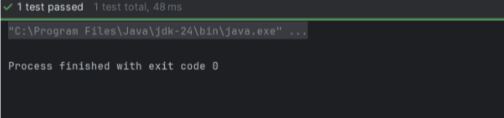 1 test passed 1 test total, 48 ms
"C:\Program Files\Java\jdk-24\bin\java.exe" ...
Process finished with exit code 0